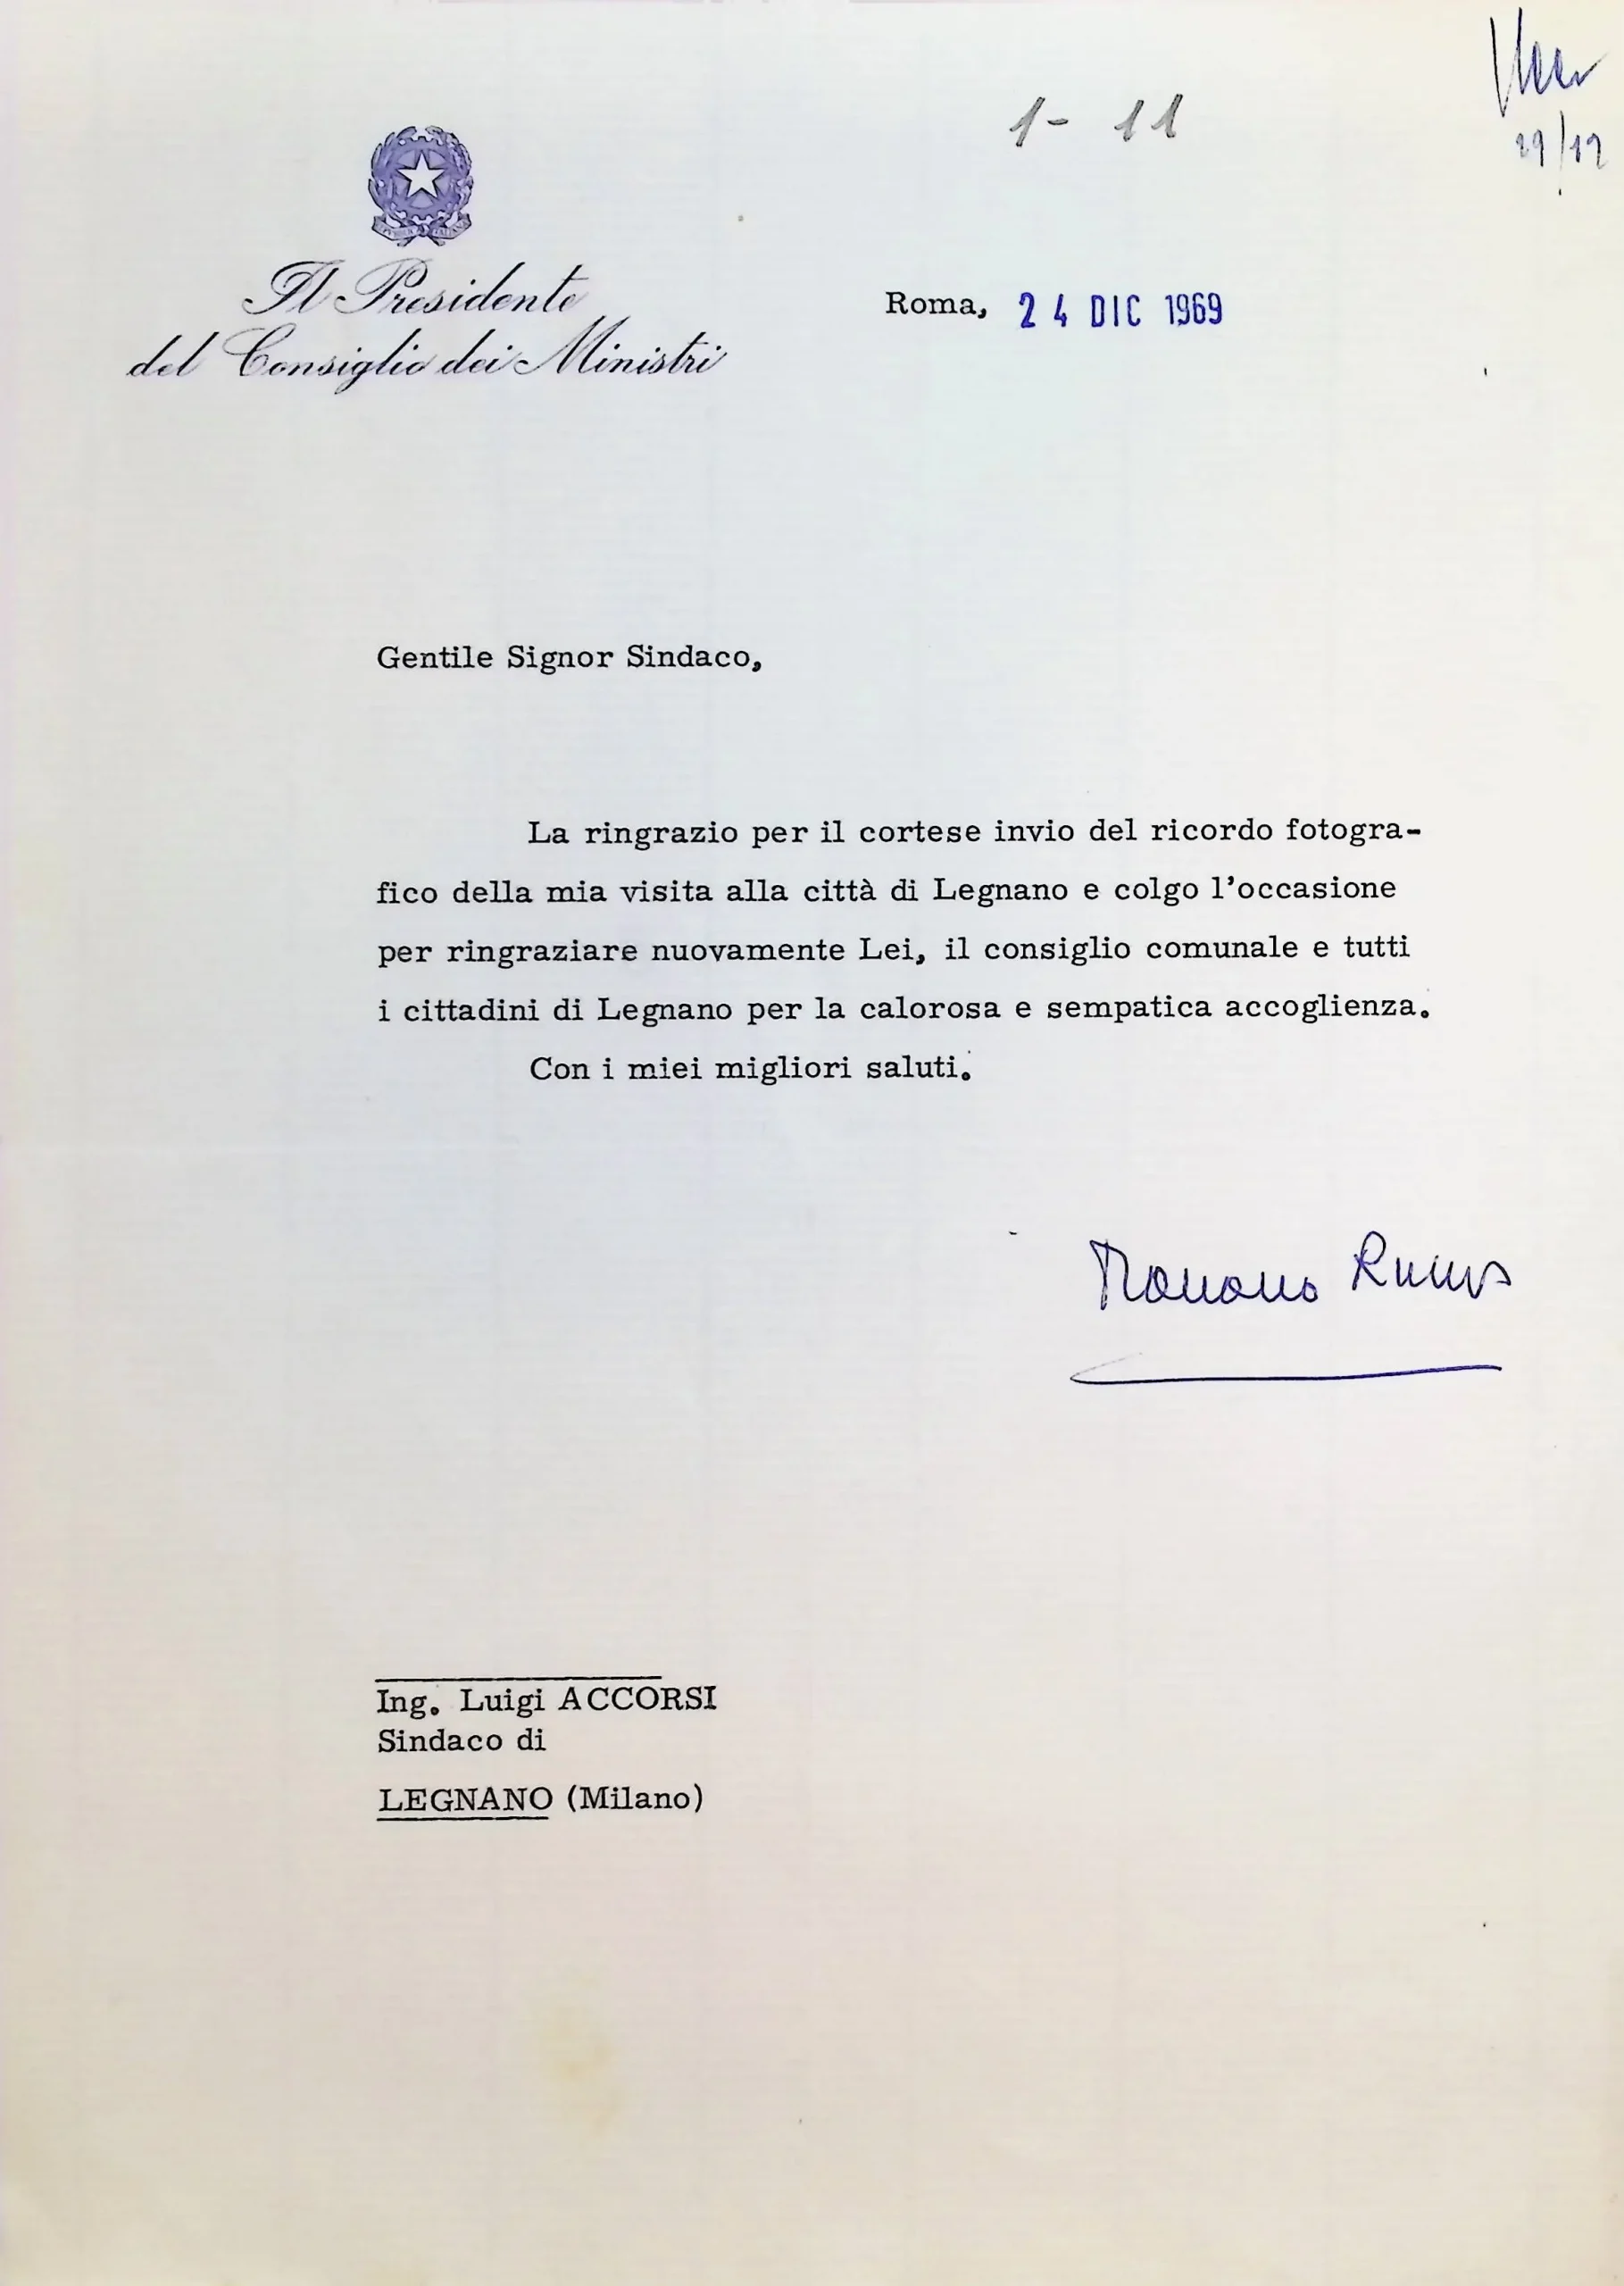 1 - 11
29/12
Il Presidente
del Consiglio dei Ministri
Roma, 24 DIC 1969
Gentile Signor Sindaco,
La ringrazio per il cortese invio del ricordo fotogra-
fico della mia visita alla città di Legnano e colgo l'occasione
per ringraziare nuovamente Lei, il consiglio comunale e tutti
i cittadini di Legnano per la calorosa e sempatica accoglienza.
Con i miei migliori saluti.
Mariano Rumor
Ing. Luigi ACCORSI
Sindaco di
LEGNANO (Milano)